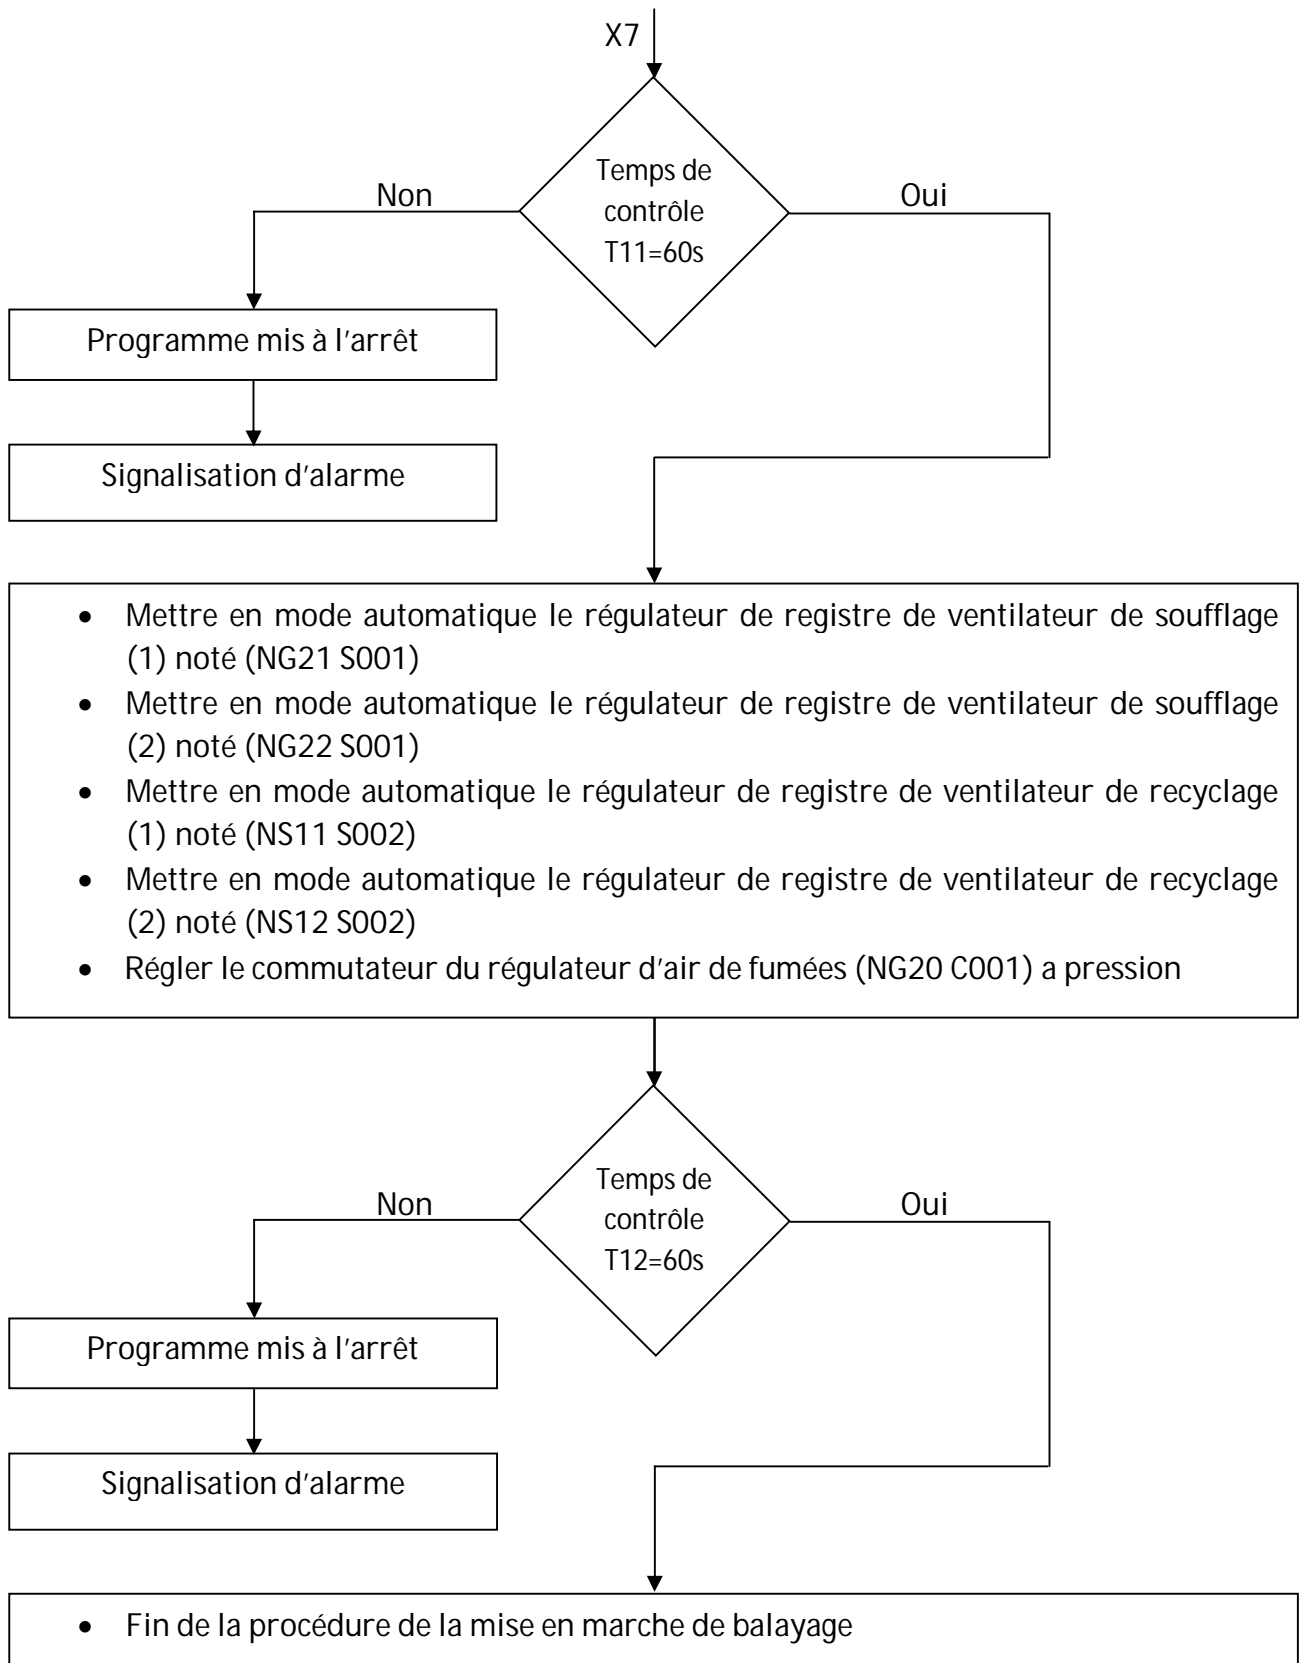 X7
Temps de
contrôle
T11=60s
Non
Oui
Programme mis à l'arrêt
Signalisation d'alarme
• Mettre en mode automatique le régulateur de registre de ventilateur de soufflage
(1) noté (NG21 S001)
• Mettre en mode automatique le régulateur de registre de ventilateur de soufflage
(2) noté (NG22 S001)
• Mettre en mode automatique le régulateur de registre de ventilateur de recyclage
(1) noté (NS11 S002)
• Mettre en mode automatique le régulateur de registre de ventilateur de recyclage
(2) noté (NS12 S002)
• Régler le commutateur du régulateur d'air de fumées (NG20 C001) a pression
Temps de
contrôle
T12=60s
Non
Oui
Programme mis à l'arrêt
Signalisation d'alarme
• Fin de la procédure de la mise en marche de balayage